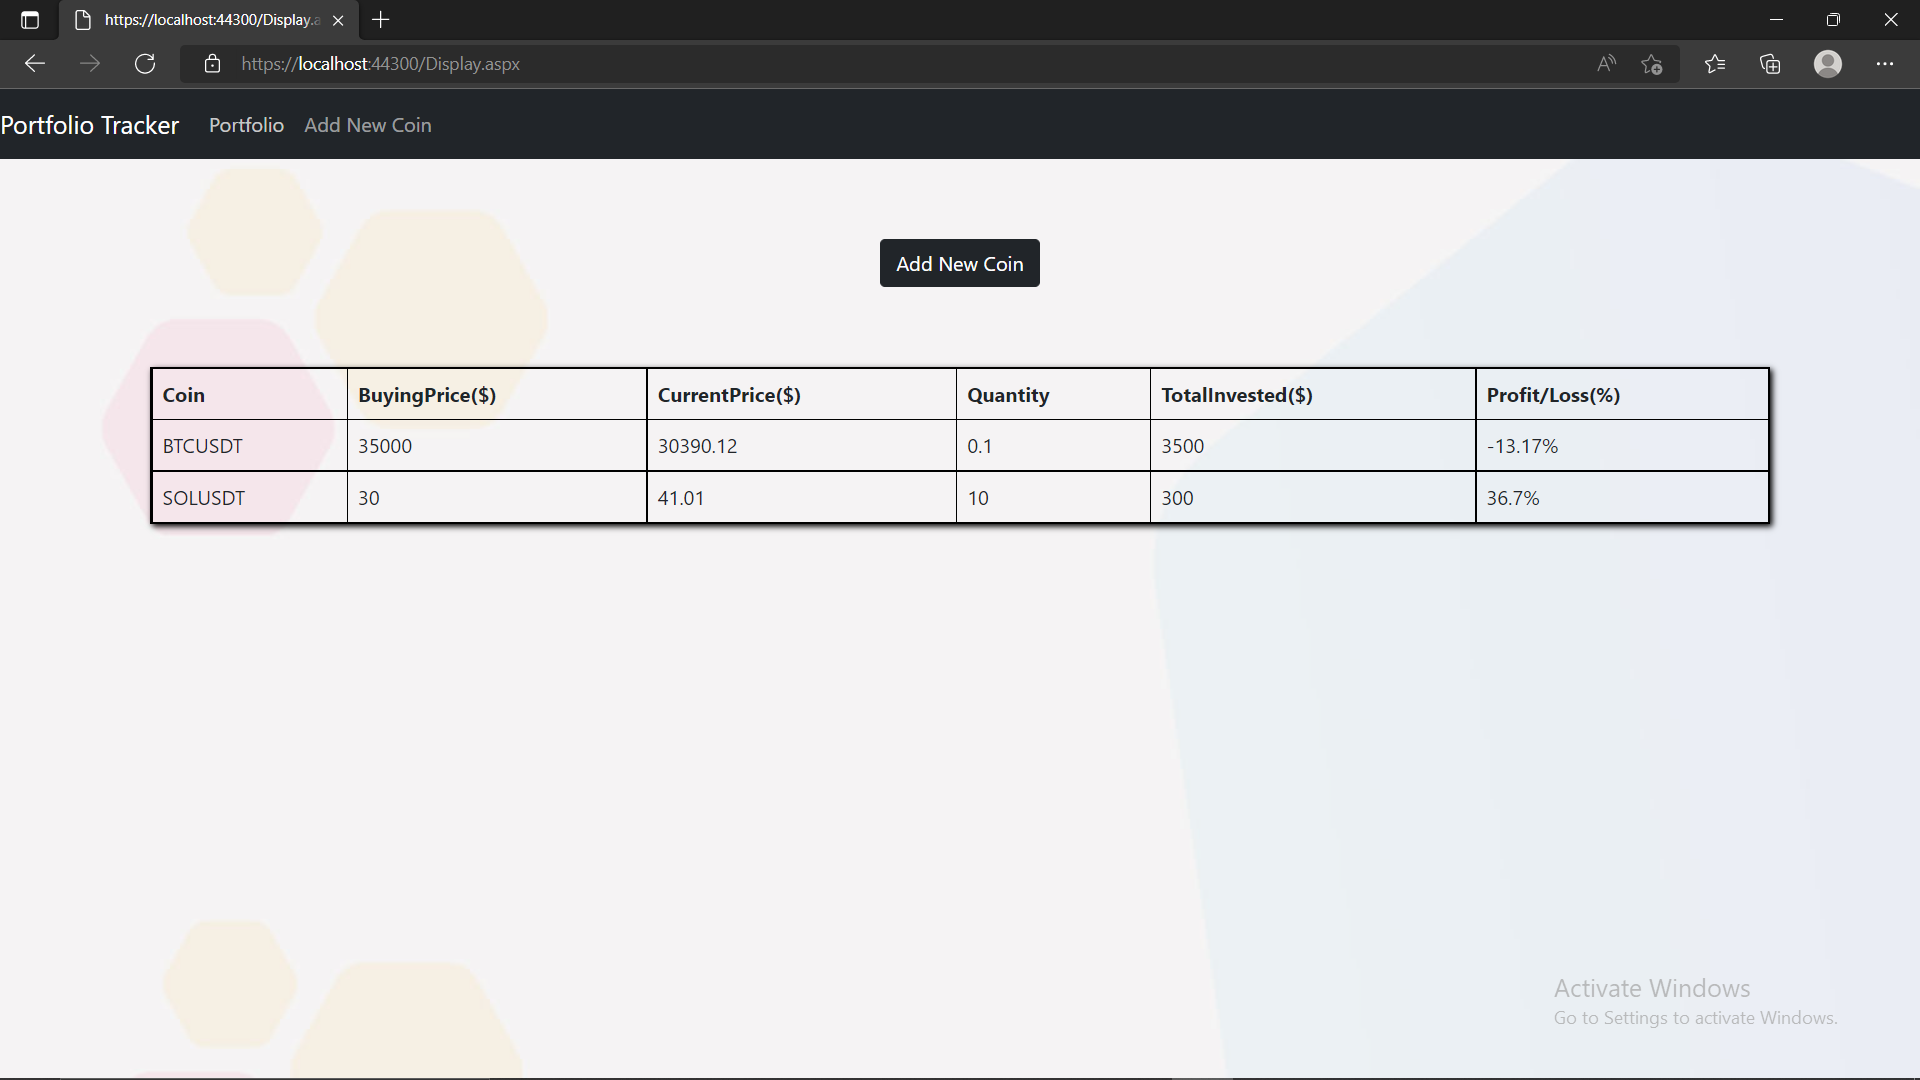 https://localhost:44300/Display.a
https://localhost:44300/Display.aspx
Portfolio Tracker Portfolio Add New Coin
Add New Coin
Coin BuyingPrice($) CurrentPrice($) Quantity TotalInvested($) Profit/Loss(%)
BTCUSDT 35000 30390.12 0.1 3500 -13.17%
SOLUSDT 30 41.01 10 300 36.7%
Activate Windows
Go to Settings to activate Windows.